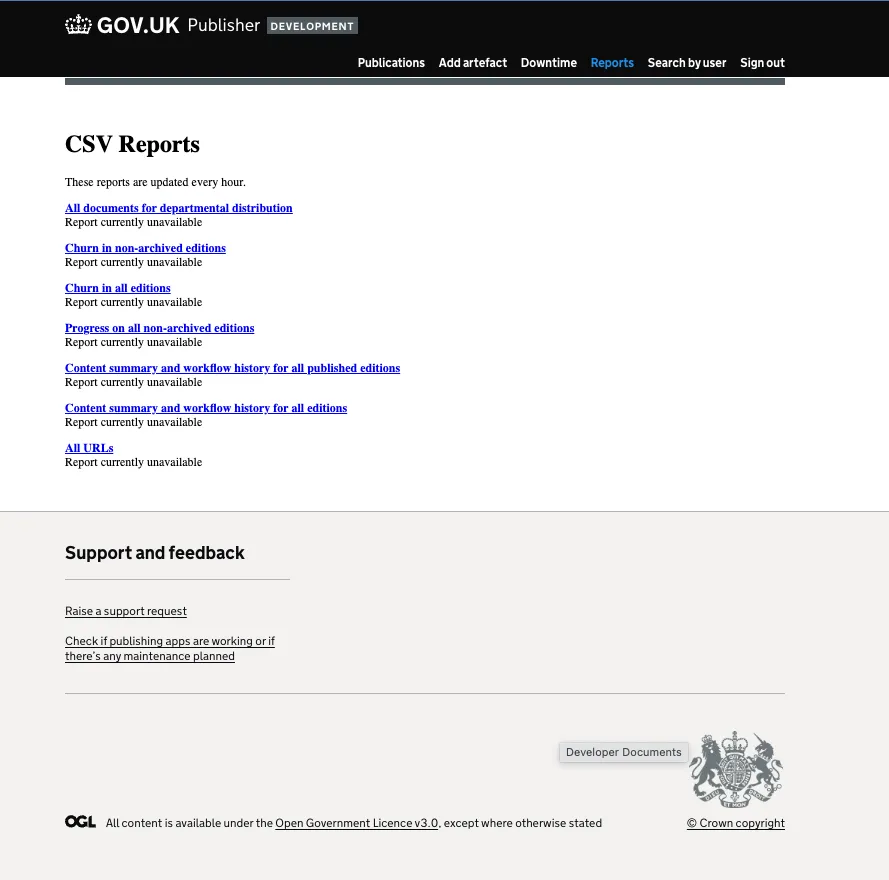 GOV.UK Publisher DEVELOPMENT
Publications Add artefact Downtime Reports Search by user Sign out
CSV Reports
These reports are updated every hour.
All documents for departmental distribution
Report currently unavailable
Churn in non-archived editions
Report currently unavailable
Churn in all editions
Report currently unavailable
Progress on all non-archived editions
Report currently unavailable
Content summary and workflow history for all published editions
Report currently unavailable
Content summary and workflow history for all editions
Report currently unavailable
All URLs
Report currently unavailable
Support and feedback
Raise a support request
Check if publishing apps are working or if
there's any maintenance planned
Developer Documents
OGL All content is available under the Open Government Licence v3.0, except where otherwise stated
© Crown copyright